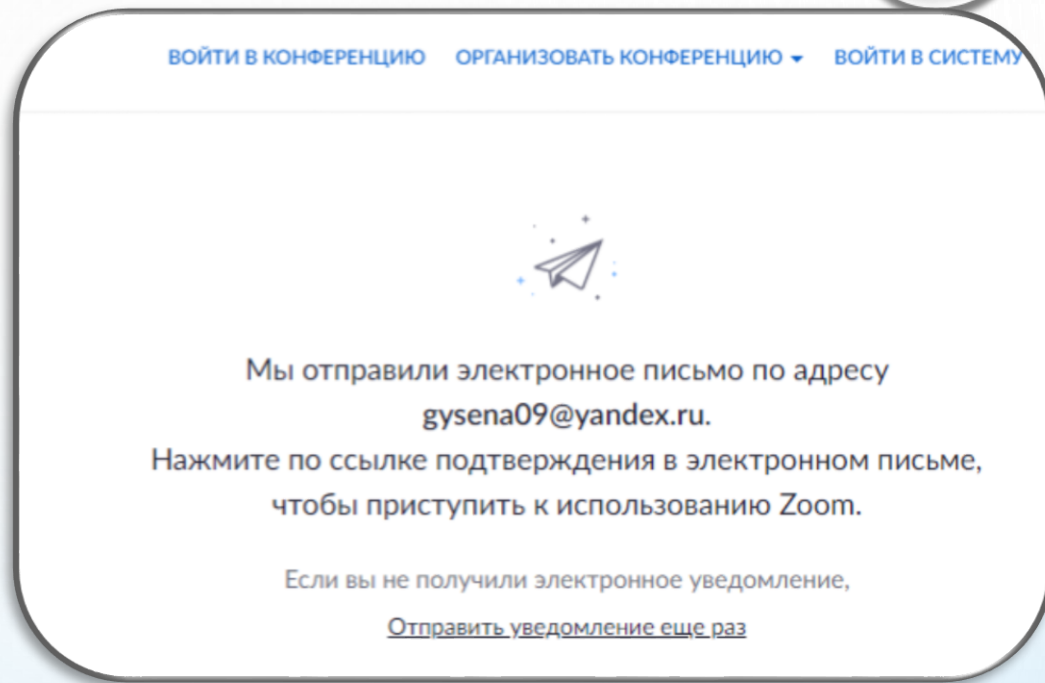 ВОЙТИ В КОНФЕРЕНЦИЮ ОРГАНИЗОВАТЬ КОНФЕРЕНЦИЮ ВОЙТИ В СИСТЕМУ
Мы отправили электронное письмо по адресу
gysena09@yandex.ru.
Нажмите по ссылке подтверждения в электронном письме,
чтобы приступить к использованию Zoom.
Если вы не получили электронное уведомление,
Отправить уведомление еще раз